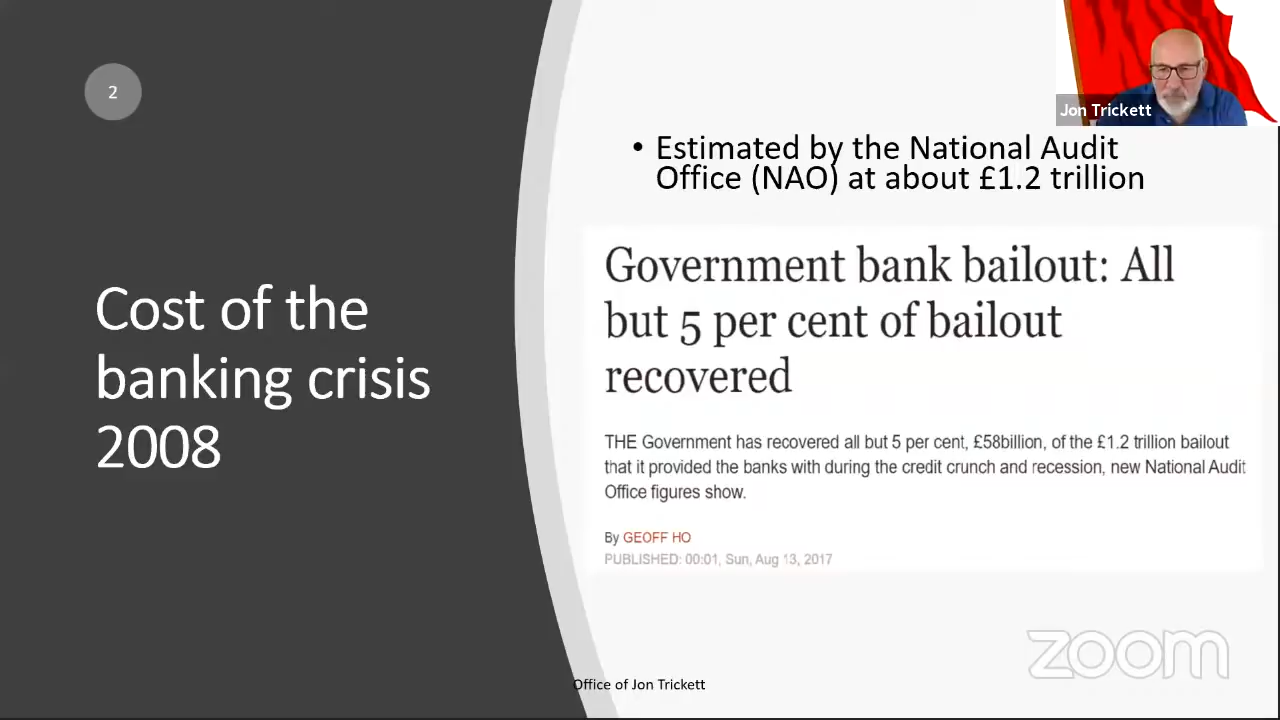 2
Jon Trickett
• Estimated by the National Audit
Office (NAO) at about £1.2 trillion
Cost of the
banking crisis
2008
Government bank bailout: All
but 5 per cent of bailout
recovered
THE Government has recovered all but 5 per cent, £58billion, of the £1.2 trillion bailout
that it provided the banks with during the credit crunch and recession, new National Audit
Office figures show.
By GEOFF HO
PUBLISHED: 00:01, Sun, Aug 13, 2017
zoom
Office of Jon Trickett